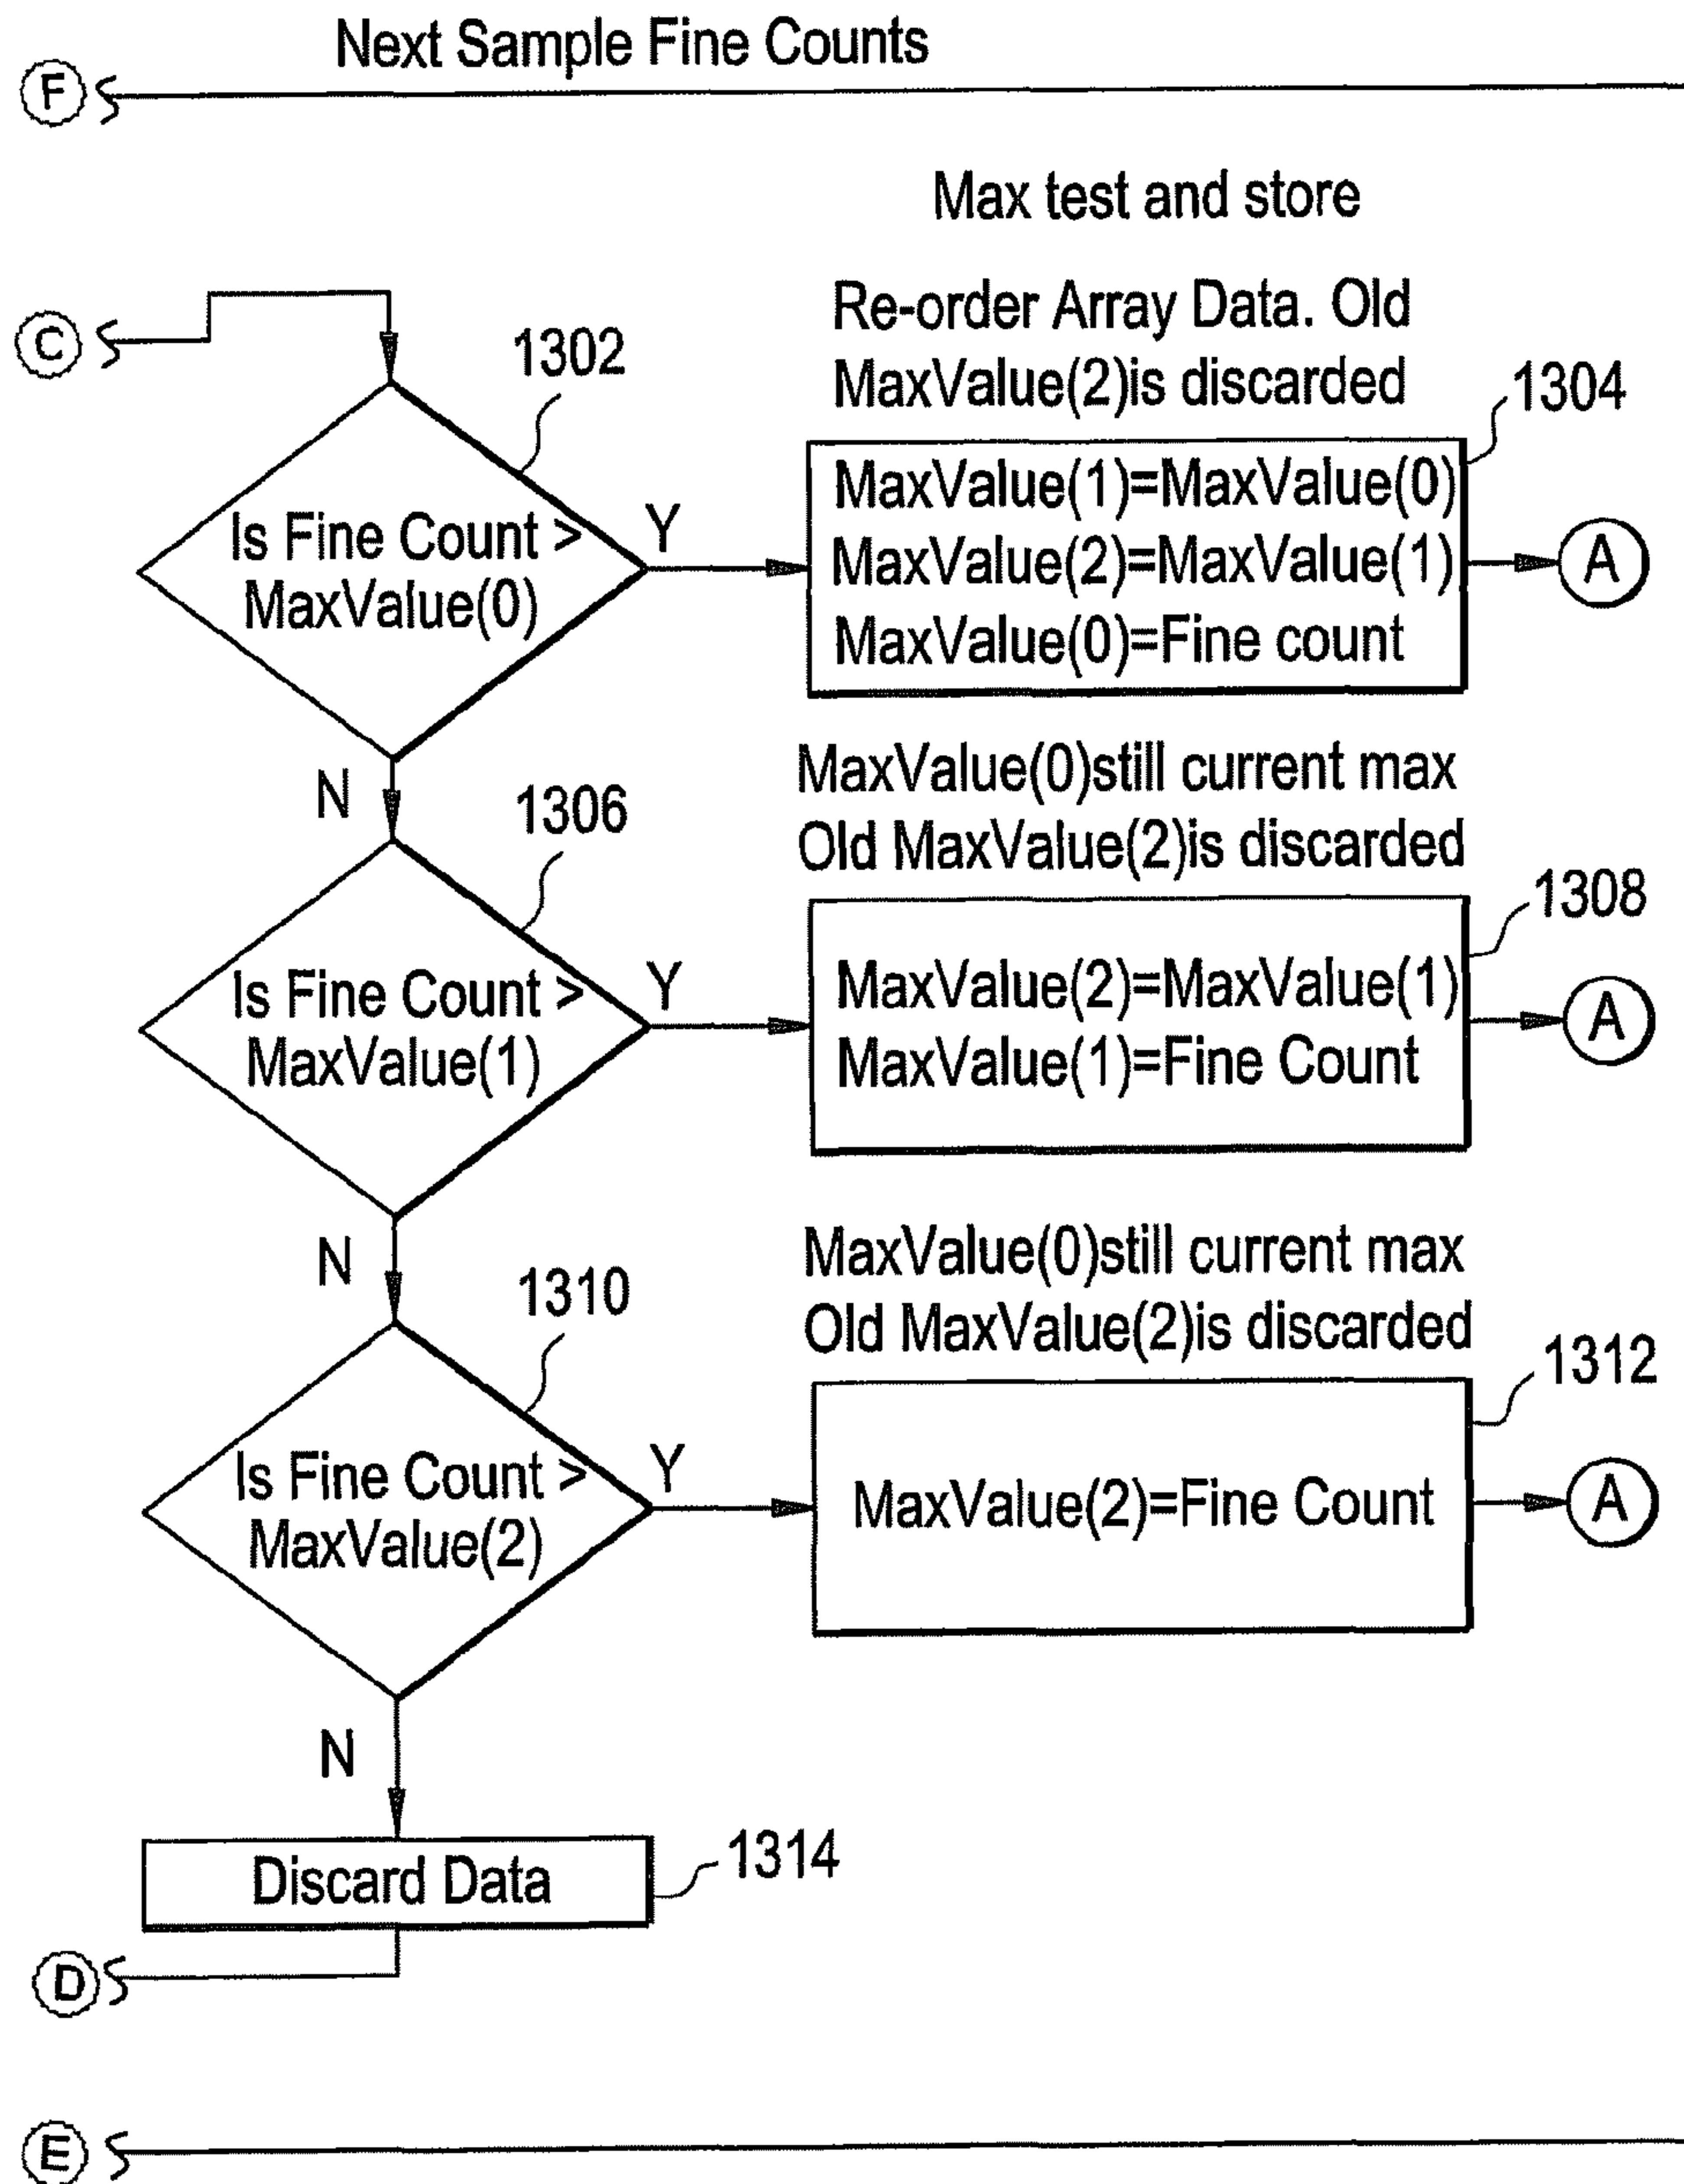 Next Sample Fine Counts
F
Max test and store
C
Re-order Array Data. Old
MaxValue(2)is discarded
1302
1304
Is Fine Count >
MaxValue(0)
Y
MaxValue(1)=MaxValue(0)
MaxValue(2)=MaxValue(1)
MaxValue(0)=Fine count
A
N
MaxValue(0)still current max
Old MaxValue(2)is discarded
1306
1308
Is Fine Count >
MaxValue(1)
Y
MaxValue(2)=MaxValue(1)
MaxValue(1)=Fine Count
A
N
MaxValue(0)still current max
Old MaxValue(2)is discarded
1310
1312
Is Fine Count >
MaxValue(2)
Y
MaxValue(2)=Fine Count
A
N
Discard Data
1314
D
E